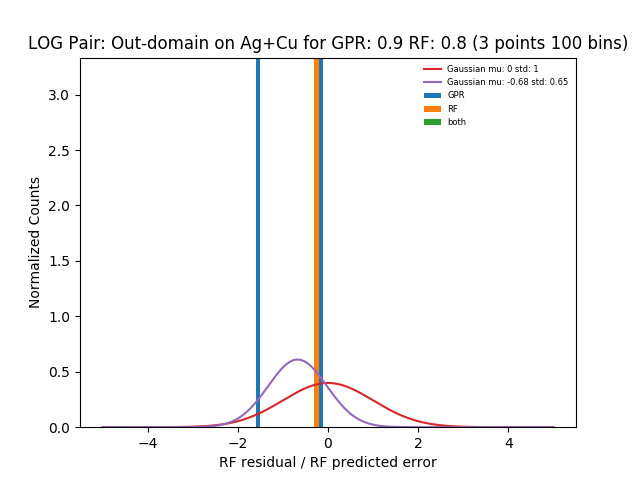 LOG Pair: Out-domain on Ag+Cu for GPR: 0.9 RF: 0.8 (3 points 100 bins)
Gaussian mu: 0 std: 1
Gaussian mu: -0.68 std: 0.65
GPR
RF
both
3.0
2.5
2.0
1.5
1.0
0.5
0.0
Normalized Counts
−4 −2 0 2 4
RF residual / RF predicted error